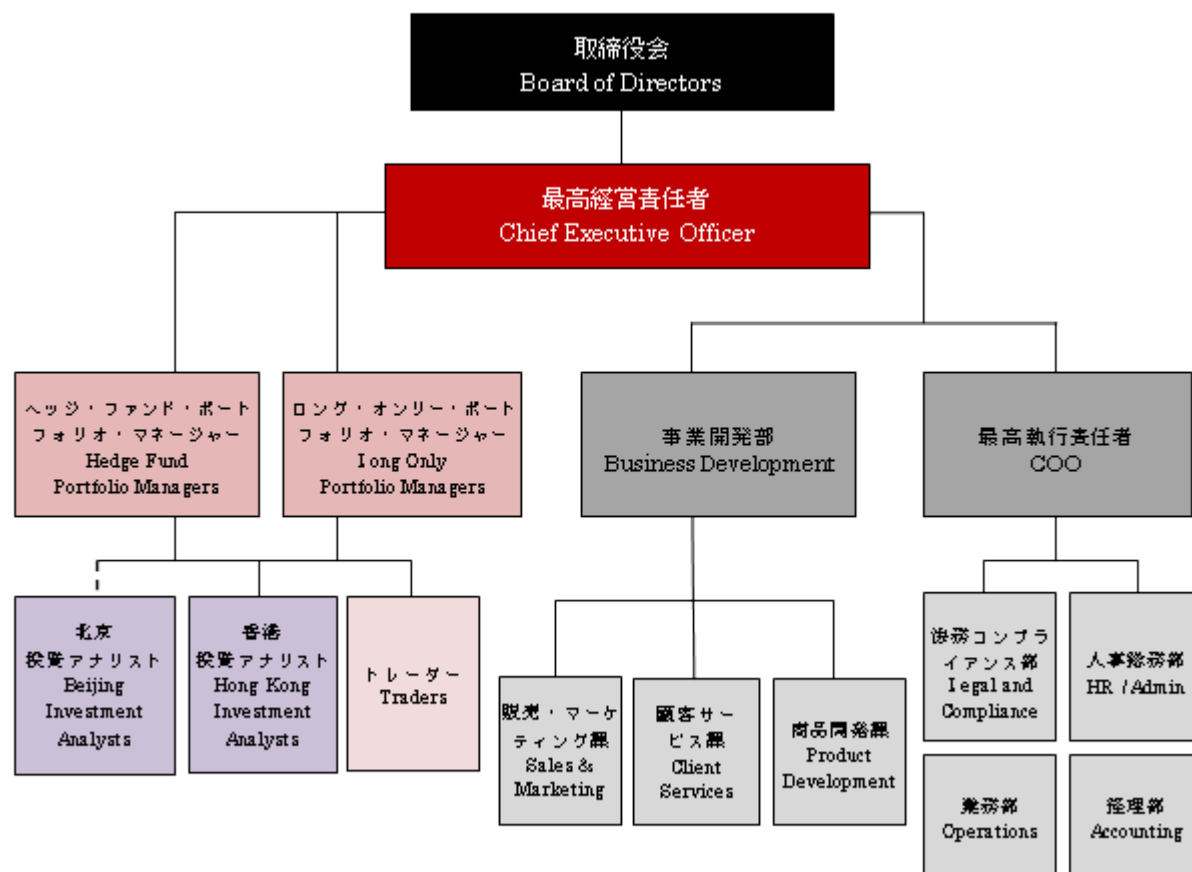 取締役会
Board of Directors
最高経営責任者
Chief Executive Officer
ヘッジ・ファンド・ポート
フォリオ・マネージャー
Hedge Fund
Portfolio Managers
ロング・オンリー・ポート
フォリオ・マネージャー
Long Only
Portfolio Managers
事業開発部
Business Development
最高執行責任者
COO
北京
投資アナリスト
Beijing
Investment
Analysts
香港
投資アナリスト
Hong Kong
Investment
Analysts
トレーダー
Traders
販売・マーケ
ティング課
Sales &
Marketing
顧客サー
ビス課
Client
Services
商品開発課
Product
Development
法務コンプラ
イアンス部
Legal and
Compliance
人事総務部
HR / Admin
業務部
Operations
経理部
Accounting